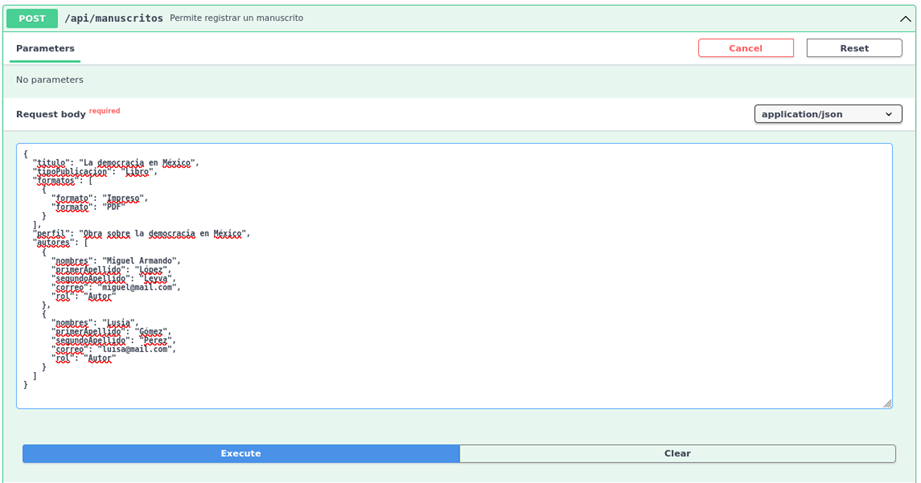 POST /api/manuscritos Permite registrar un manuscrito
Parameters Cancel Reset
No parameters
Request body required application/json
{
"titulo": "La democracia en México",
"tipoPublicacion": "Libro",
"formatos": [
{
"formato": "Impreso",
"formato": "PDF"
}
],
"perfil": "Obra sobre la democracia en México",
"autores": [
{
"nombres": "Miguel Armando",
"primerApellido": "López",
"segundoApellido": "Leyva",
"correo": "miguel@mail.com",
"rol": "Autor"
},
{
"nombres": "Lusia",
"primerApellido": "Gómez",
"segundoApellido": "Pérez",
"correo": "luisa@mail.com",
"rol": "Autor"
}
]
}
Execute Clear